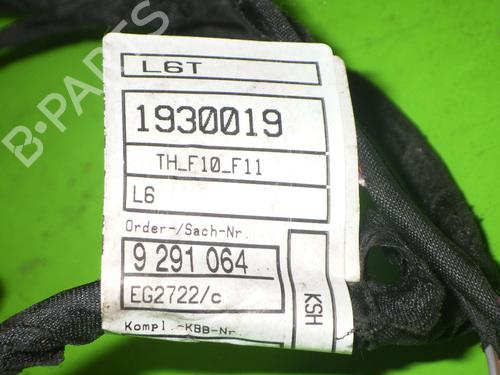 L6T
1930019
TH_F10_F11
L6
Order-/Sach-Nr.
9 291 064
EG2722/c
KSH
Kompl.-KBB-Nr.
B-PARTS